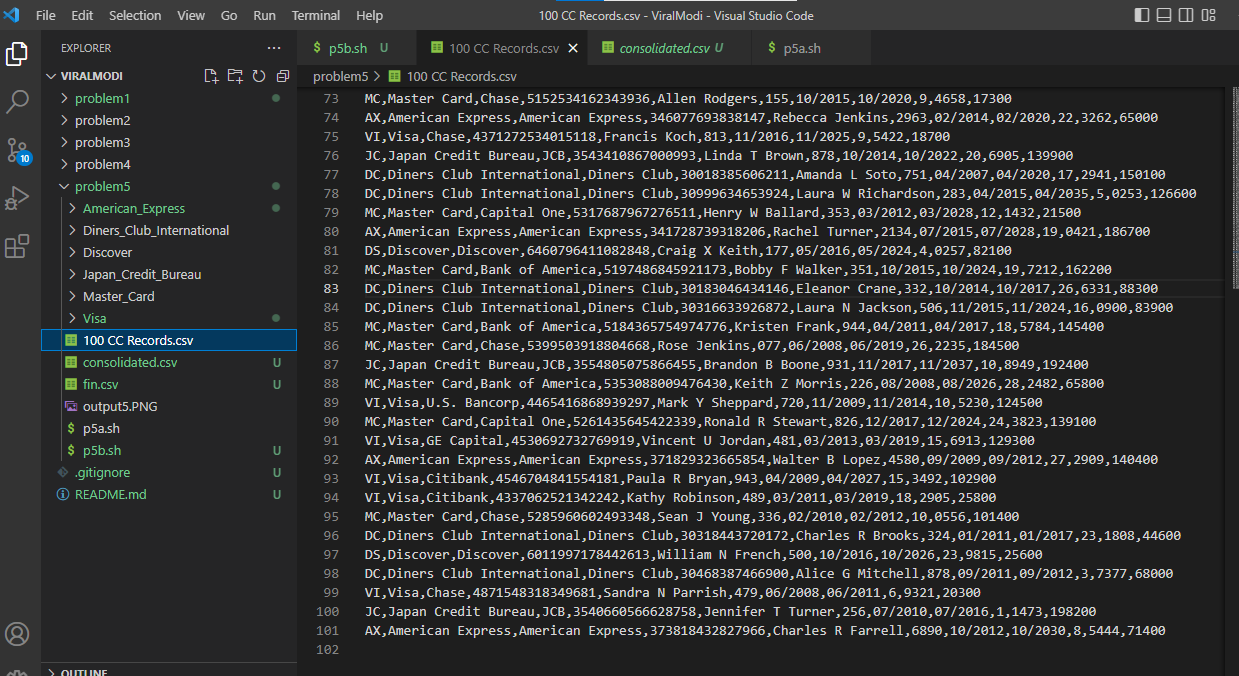 File Edit Selection View Go Run Terminal Help 100 CC Records.csv - ViralModi - Visual Studio Code
EXPLORER
VIRALMODI
problem1
problem2
problem3
problem4
problem5
American_Express
Diners_Club_International
Discover
Japan_Credit_Bureau
Master_Card
Visa
100 CC Records.csv
consolidated.csv U
fin.csv U
output5.PNG
$ p5a.sh
$ p5b.sh U
.gitignore U
README.md U
OUTLINE
10
$ p5b.sh U 100 CC Records.csv consolidated.csv U $ p5a.sh
problem5 > 100 CC Records.csv
73 MC,Master Card,Chase,5152534162343936,Allen Rodgers,155,10/2015,10/2020,9,4658,17300
74 AX,American Express,American Express,346077693838147,Rebecca Jenkins,2963,02/2014,02/2020,22,3262,65000
75 VI,Visa,Chase,4371272534015118,Francis Koch,813,11/2016,11/2025,9,5422,18700
76 JC,Japan Credit Bureau,JCB,3543410867000993,Linda T Brown,878,10/2014,10/2022,20,6905,139900
77 DC,Diners Club International,Diners Club,30018385606211,Amanda L Soto,751,04/2007,04/2020,17,2941,150100
78 DC,Diners Club International,Diners Club,30999634653924,Laura W Richardson,283,04/2015,04/2035,5,0253,126600
79 MC,Master Card,Capital One,5317687967276511,Henry W Ballard,353,03/2012,03/2028,12,1432,21500
80 AX,American Express,American Express,341728739318206,Rachel Turner,2134,07/2015,07/2028,19,0421,186700
81 DS,Discover,Discover,6460796411082848,Craig X Keith,177,05/2016,05/2024,4,0257,82100
82 MC,Master Card,Bank of America,5197486845921173,Bobby F Walker,351,10/2015,10/2024,19,7212,162200
83 DC,Diners Club International,Diners Club,30183046434146,Eleanor Crane,332,10/2014,10/2017,26,6331,88300
84 DC,Diners Club International,Diners Club,30316633926872,Laura N Jackson,506,11/2015,11/2024,16,0900,83900
85 MC,Master Card,Bank of America,5184365754974776,Kristen Frank,944,04/2011,04/2017,18,5784,145400
86 MC,Master Card,Chase,5399503918804668,Rose Jenkins,077,06/2008,06/2019,26,2235,184500
87 JC,Japan Credit Bureau,JCB,3554805075866455,Brandon B Boone,931,11/2017,11/2037,10,8949,192400
88 MC,Master Card,Bank of America,5353088009476430,Keith Z Morris,226,08/2008,08/2026,28,2482,65800
89 VI,Visa,U.S. Bancorp,4465416868939297,Mark Y Sheppard,720,11/2009,11/2014,10,5230,124500
90 MC,Master Card,Capital One,5261435645422339,Ronald R Stewart,826,12/2017,12/2024,24,3823,139100
91 VI,Visa,GE Capital,4530692732769919,Vincent U Jordan,481,03/2013,03/2019,15,6913,129300
92 AX,American Express,American Express,371829323665854,Walter B Lopez,4580,09/2009,09/2012,27,2909,140400
93 VI,Visa,Citibank,4546704841554181,Paula R Bryan,943,04/2009,04/2027,15,3492,102900
94 VI,Visa,Citibank,4337062521342242,Kathy Robinson,489,03/2011,03/2019,18,2905,25800
95 MC,Master Card,Chase,5285960602493348,Sean J Young,336,02/2010,02/2012,10,0556,101400
96 DC,Diners Club International,Diners Club,30318443720172,Charles R Brooks,324,01/2011,01/2017,23,1808,44600
97 DS,Discover,Discover,6011997178442613,William N French,500,10/2016,10/2026,23,9815,25600
98 DC,Diners Club International,Diners Club,30468387466900,Alice G Mitchell,878,09/2011,09/2012,3,7377,68000
99 VI,Visa,Chase,4871548318349681,Sandra N Parrish,479,06/2008,06/2011,6,9321,20300
100 JC,Japan Credit Bureau,JCB,3540660566628758,Jennifer T Turner,256,07/2010,07/2016,1,1473,198200
101 AX,American Express,American Express,373818432827966,Charles R Farrell,6890,10/2012,10/2030,8,5444,71400
102